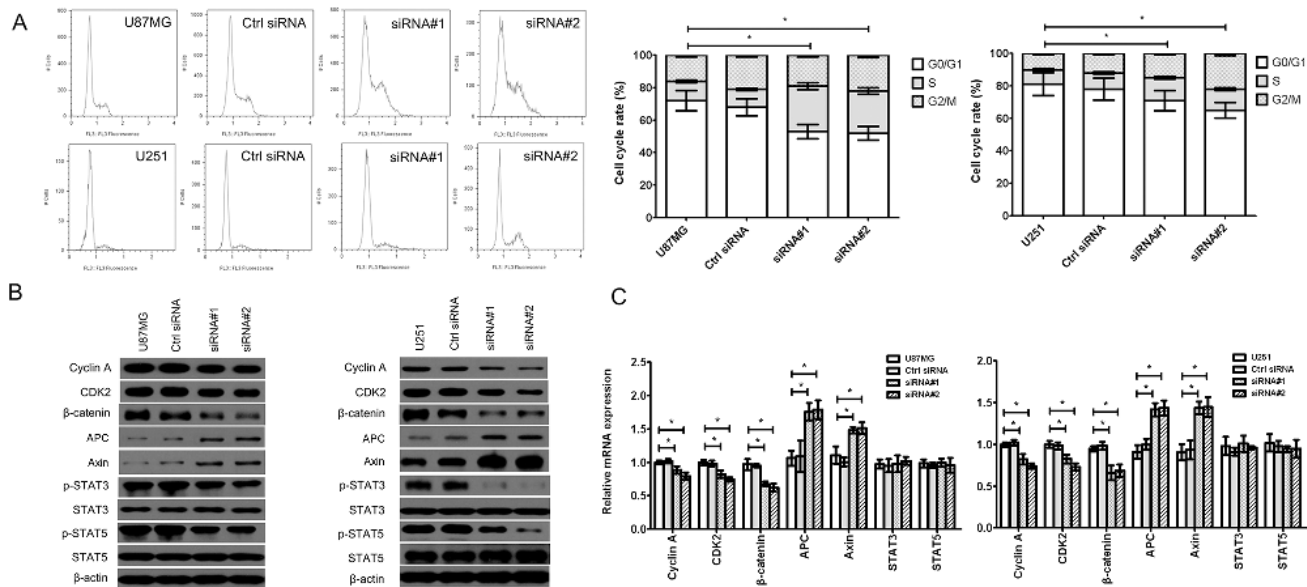 A
U87MG
Ctrl siRNA
siRNA#1
siRNA#2
# Cells
FL3:: FL3 Fluorescence
U251
Ctrl siRNA
siRNA#1
siRNA#2
Cell cycle rate (%)
100
80
60
40
20
0
* 
*
G0/G1
S
G2/M
U87MG
Ctrl siRNA
siRNA#1
siRNA#2
Cell cycle rate (%)
100
80
60
40
20
0
*
*
G0/G1
S
G2/M
U251
Ctrl siRNA
siRNA#1
siRNA#2
B
U87MG
Ctrl siRNA
siRNA#1
siRNA#2
Cyclin A
CDK2
β-catenin
APC
Axin
p-STAT3
STAT3
p-STAT5
STAT5
β-actin
U251
Ctrl siRNA
siRNA#1
siRNA#2
Cyclin A
CDK2
β-catenin
APC
Axin
p-STAT3
STAT3
p-STAT5
STAT5
β-actin
C
Relative mRNA expression
2.5
2.0
1.5
1.0
0.5
0.0
U87MG
Ctrl siRNA
siRNA#1
siRNA#2
Cyclin A
CDK2
β-catenin
APC
Axin
STAT3
STAT5
2.0
1.5
1.0
0.5
0.0
U251
Ctrl siRNA
siRNA#1
siRNA#2
Cyclin A
CDK2
β-catenin
APC
Axin
STAT3
STAT5